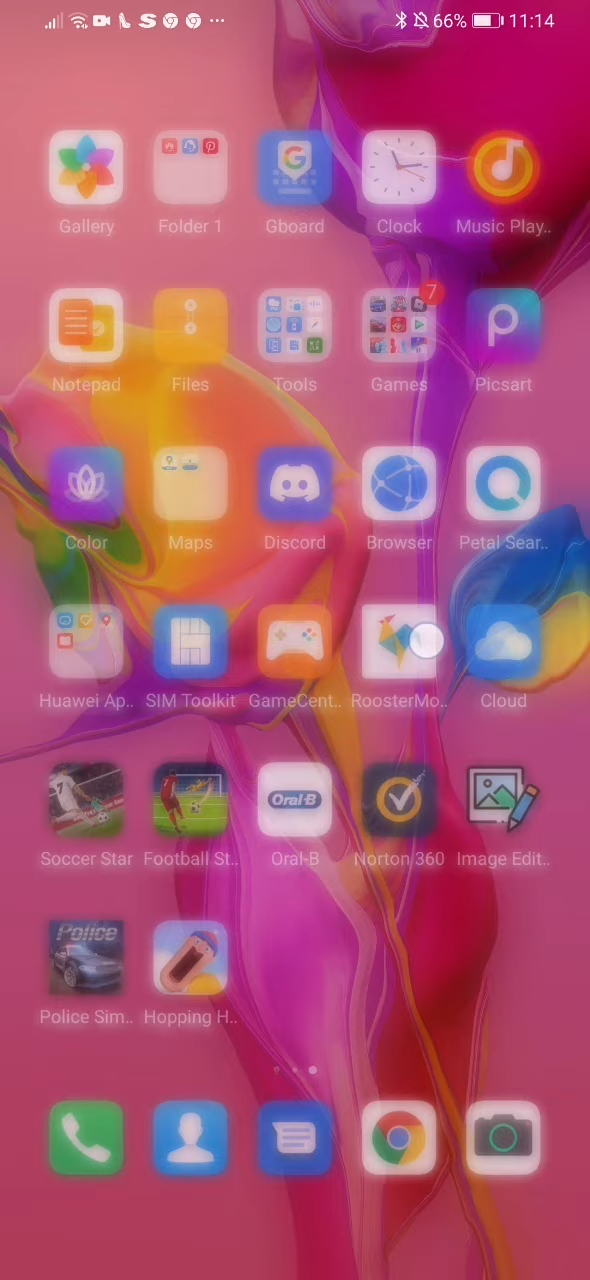 66% 11:14
Gallery Folder 1 Gboard Clock Music Play..
7
Notepad Files Tools Games Picsart
Color Maps Discord Browser Petal Sear..
Huawei Ap.. SIM Toolkit GameCent.. RoosterMo.. Cloud
Oral-B
Soccer Star Football St.. Oral-B Norton 360 Image Edit..
Police
Police Sim.. Hopping H..